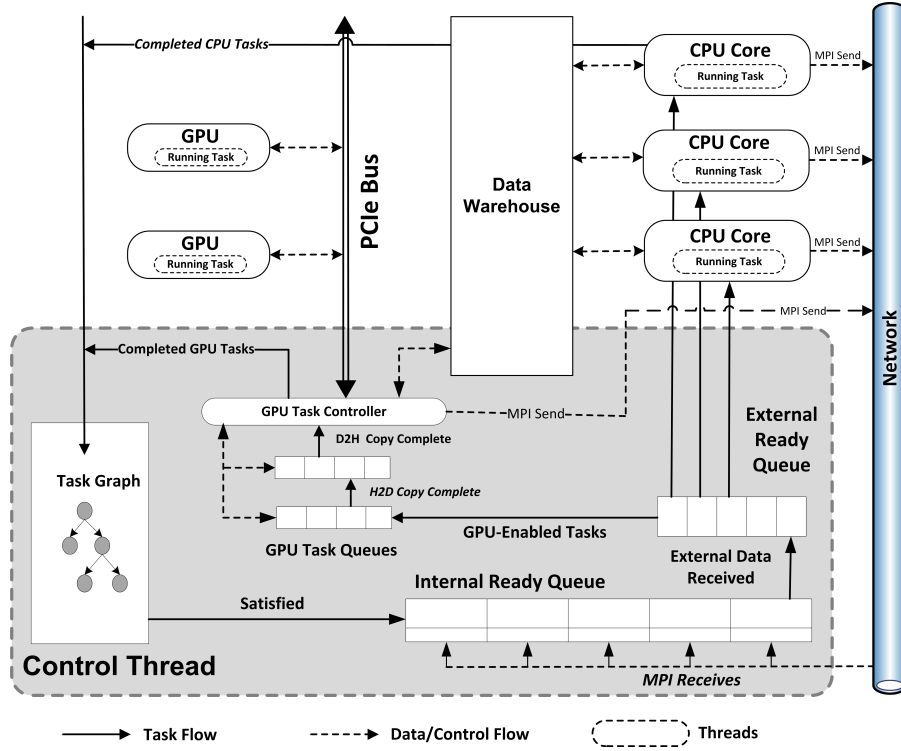 Completed CPU Tasks
CPU Core
Running Task
MPI Send
GPU
Running Task
PCIe Bus
Data
Warehouse
CPU Core
Running Task
MPI Send
GPU
Running Task
CPU Core
Running Task
MPI Send
MPI Send
Network
Completed GPU Tasks
GPU Task Controller
MPI Send
External
Ready
Queue
D2H Copy Complete
Task Graph
H2D Copy Complete
GPU Task Queues
GPU-Enabled Tasks
External Data
Received
Internal Ready Queue
Satisfied
Control Thread
MPI Receives
Task Flow
Data/Control Flow
Threads